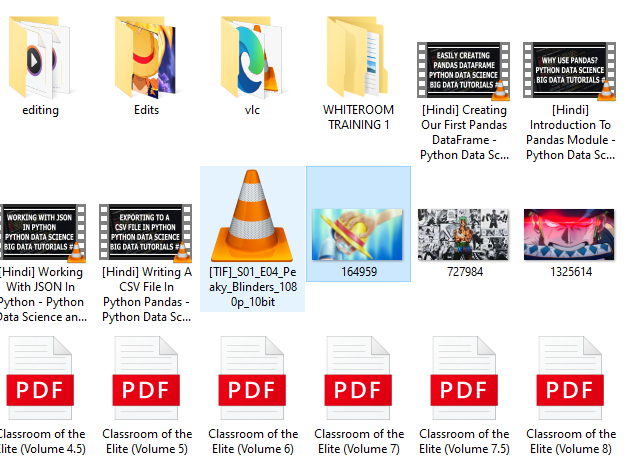 EASILY CREATING
PANDAS DATAFRAME
PYTHON DATA SCIENCE
BIG DATA TUTORIALS
WHY USE PANDAS?
PYTHON DATA SCIENCE
BIG DATA TUTORIALS
editing
Edits
vlc
WHITEROOM
TRAINING 1
[Hindi] Creating
Our First Pandas
DataFrame -
Python Data Sc...
[Hindi]
Introduction To
Pandas Module -
Python Data Sc...
WORKING WITH JSON
IN PYTHON
PYTHON DATA SCIENCE
BIG DATA TUTORIALS #
EXPORTING TO A
CSV FILE IN PYTHON
PYTHON DATA SCIENCE
BIG DATA TUTORIALS #
[Hindi] Working
With JSON In
Python - Python
Data Science an...
[Hindi] Writing A
CSV File In
Python Pandas -
Python Data Sc...
[TIF]_S01_E04_Pe
aky_Blinders_108
0p_10bit
164959
727984
1325614
PDF
PDF
PDF
PDF
PDF
PDF
Classroom of the
Elite (Volume 4.5)
Classroom of the
Elite (Volume 5)
Classroom of the
Elite (Volume 6)
Classroom of the
Elite (Volume 7)
Classroom of the
Elite (Volume 7.5)
Classroom of the
Elite (Volume 8)